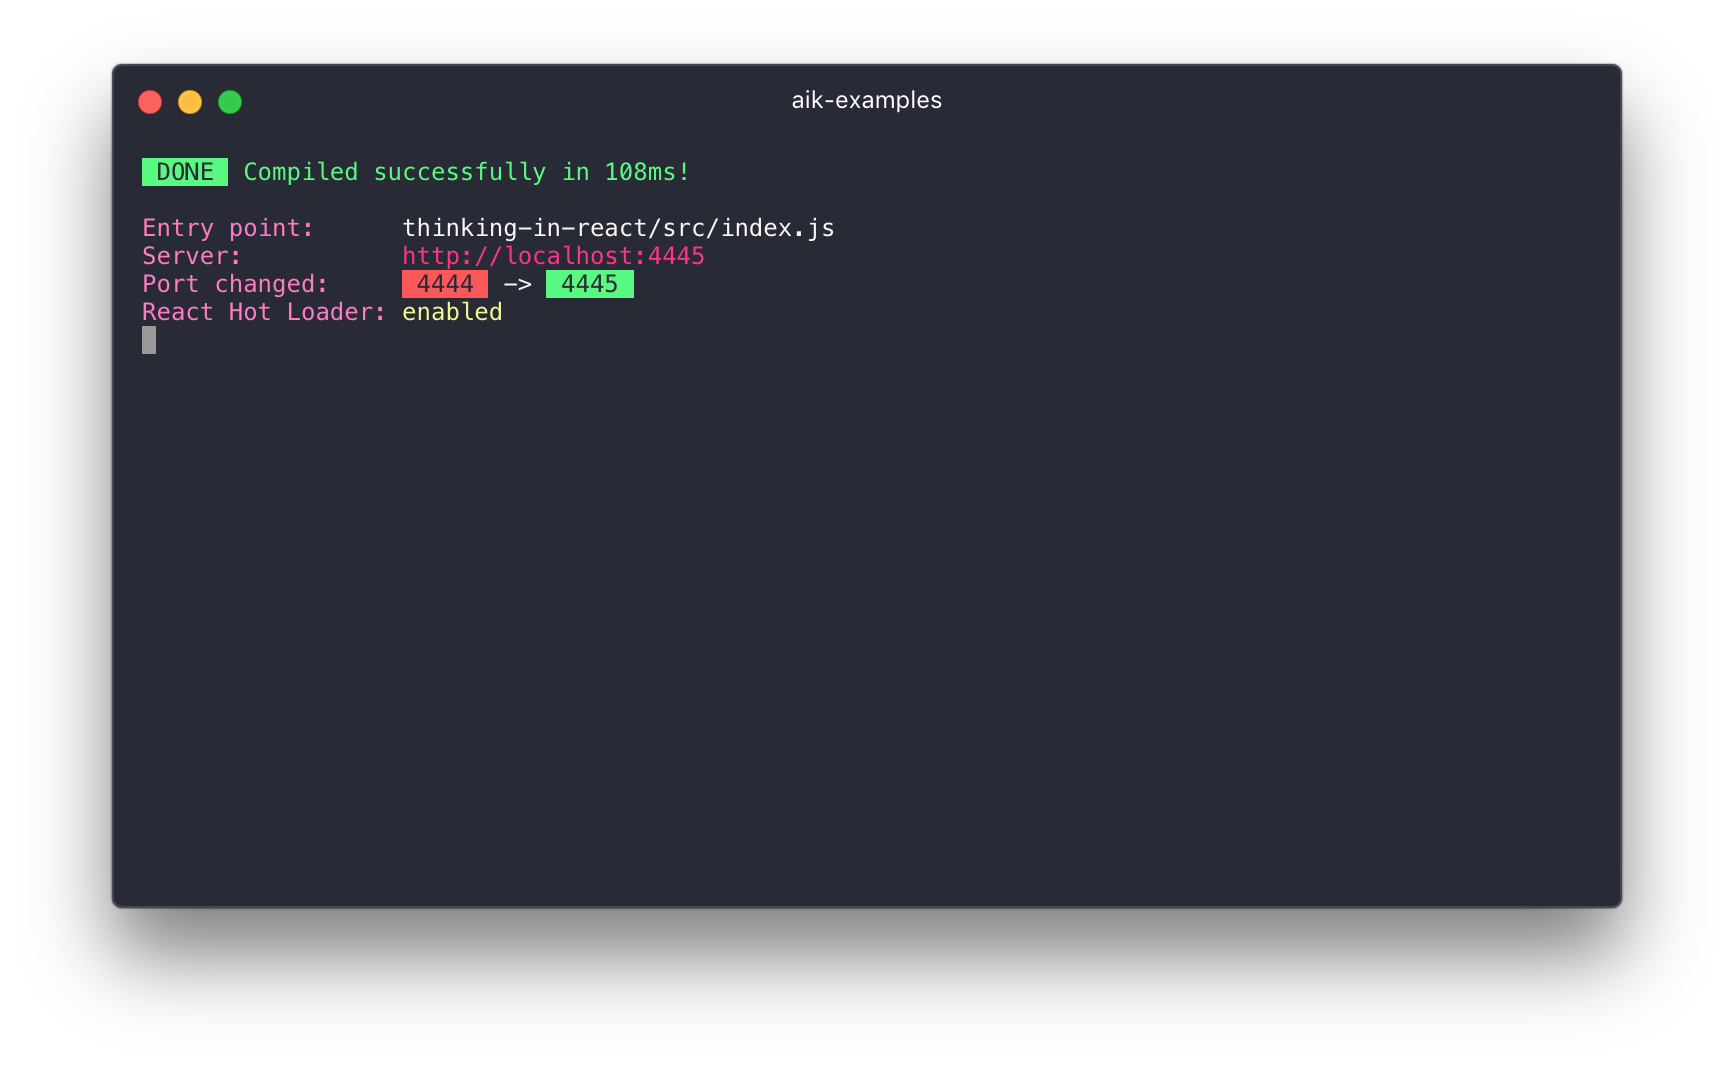 aik-examples
DONE Compiled successfully in 108ms!
Entry point: thinking-in-react/src/index.js
Server: http://localhost:4445
Port changed: 4444 -> 4445
React Hot Loader: enabled